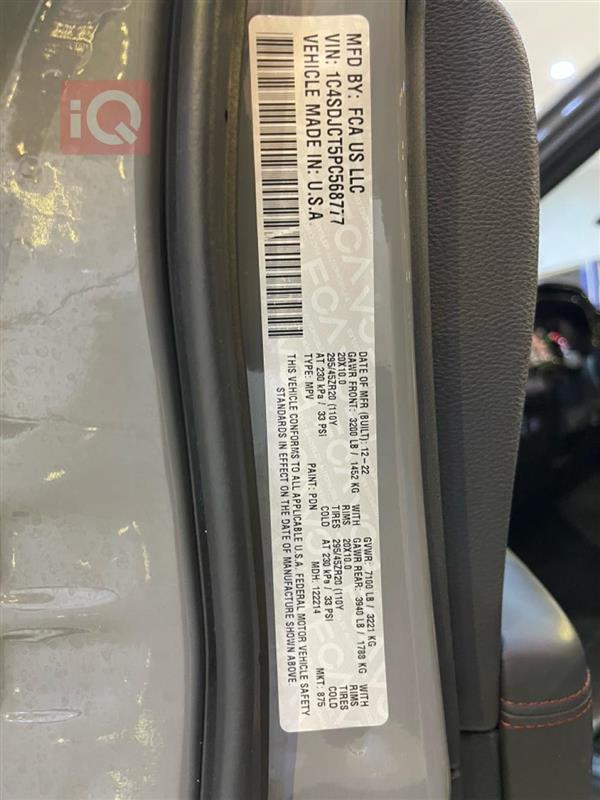 iQ
MFD BY: FCA US LLC
VIN: 1C4SDJCT5PC568777
VEHICLE MADE IN: U.S.A
DATE OF MFR (BUILT): 12-22 GVWR: 7100 LB / 3221 KG
GAWR FRONT: 3200 LB / 1452 KG WITH GAWR REAR: 3940 LB / 1788 KG WITH
20X10.0 RIMS 20X10.0 RIMS
295/45ZR20 (110Y TIRES 295/45ZR20 (110Y TIRES
AT 230 kPa / 33 PSI COLD AT 230 kPa / 33 PSI COLD
TYPE: MPV PAINT: PDN MDH: 122214 MKT: 875
THIS VEHICLE CONFORMS TO ALL APPLICABLE U.S.A. FEDERAL MOTOR VEHICLE SAFETY
STANDARDS IN EFFECT ON THE DATE OF MANUFACTURE SHOWN ABOVE